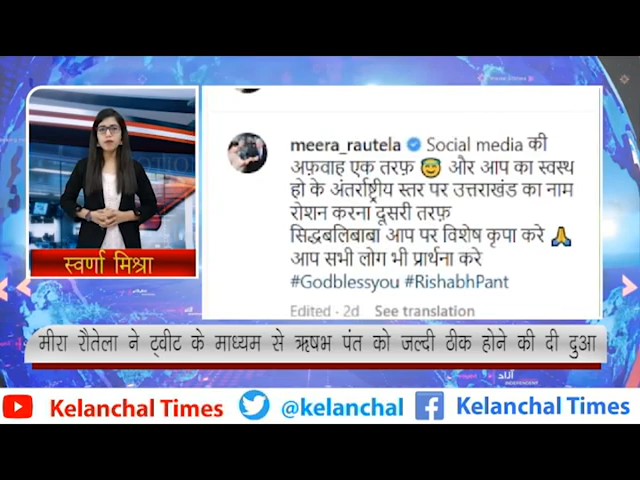 meera_rautela Social media की
अफ़वाह एक तरफ़ 😇 और आप का स्वस्थ
हो के अंतर्राष्ट्रीय स्तर पर उत्तराखंड का नाम
रोशन करना दूसरी तरफ़
सिद्धबलिबाबा आप पर विशेष कृपा करे 🙏
आप सभी लोग भी प्रार्थना करे
#Godblessyou #RishabhPant
Edited · 2d See translation
स्वर्णा मिश्रा
मीरा रौतेला ने ट्वीट के माध्यम से ऋषभ पंत को जल्दी ठीक होने की दी दुआ
Kelanchal Times @kelanchal Kelanchal Times